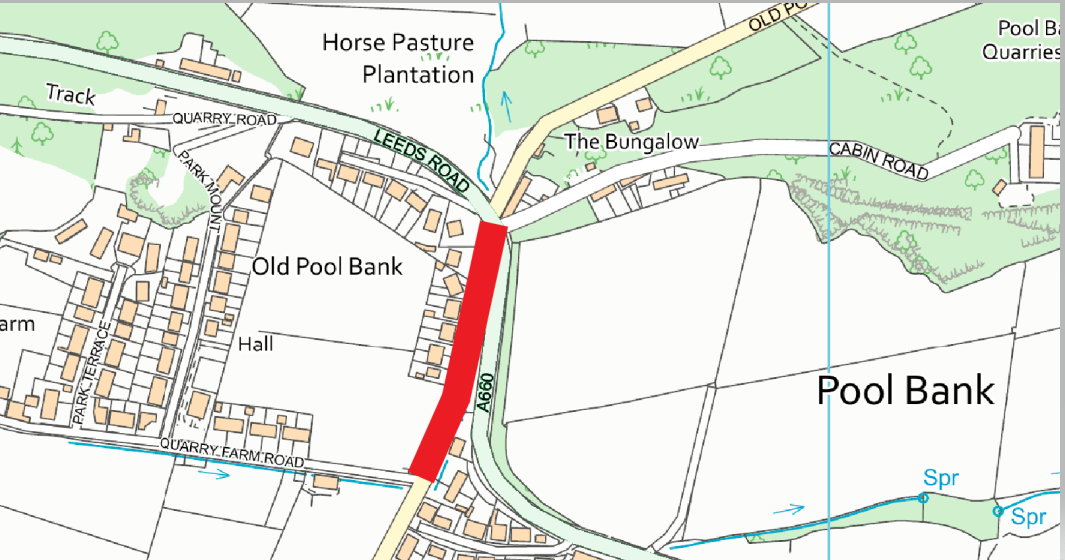 OLD PO
Pool Ba
Quarries
Horse Pasture
Plantation
Track
QUARRY ROAD
LEEDS ROAD
The Bungalow
CABIN ROAD
PARK MOUNT
Old Pool Bank
arm
Hall
PARK TERRACE
A660
Pool Bank
QUARRY FARM ROAD
Spr
Spr